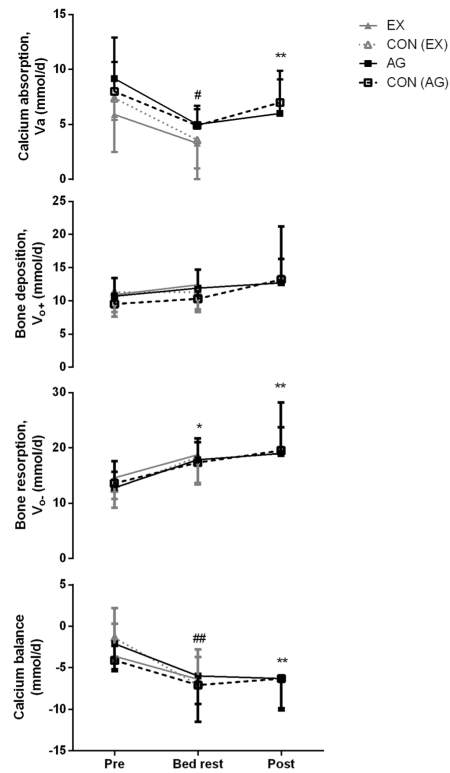 EX
CON (EX)
AG
CON (AG)
Calcium absorption,
Va (mmol/d)
15
10
5
0
#
**
Bone deposition,
Vo+ (mmol/d)
25
20
15
10
5
0
Bone resorption,
Vo- (mmol/d)
30
20
10
0
*
**
Calcium balance
(mmol/d)
5
0
-5
-10
-15
##
**
Pre Bed rest Post